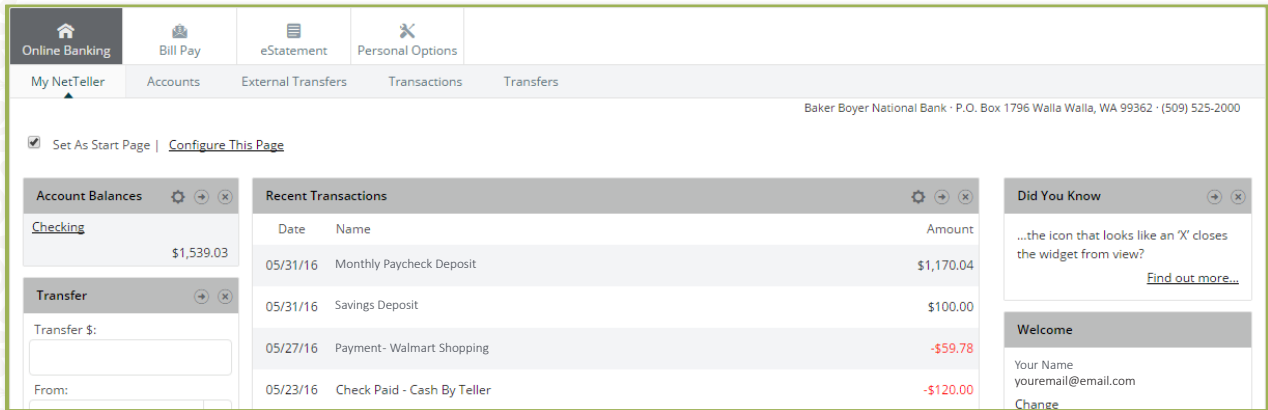 Online Banking
Bill Pay
eStatement
Personal Options
My NetTeller
Accounts
External Transfers
Transactions
Transfers
Baker Boyer National Bank · P.O. Box 1796 Walla Walla, WA 99362 · (509) 525-2000
Set As Start Page | Configure This Page
Account Balances
Checking
$1,539.03
Transfer
Transfer $:
From:
Recent Transactions
Date Name Amount
05/31/16 Monthly Paycheck Deposit $1,170.04
05/31/16 Savings Deposit $100.00
05/27/16 Payment- Walmart Shopping -$59.78
05/23/16 Check Paid - Cash By Teller -$120.00
Did You Know
...the icon that looks like an ‘X’ closes
the widget from view?
Find out more...
Welcome
Your Name
youremail@email.com
Change